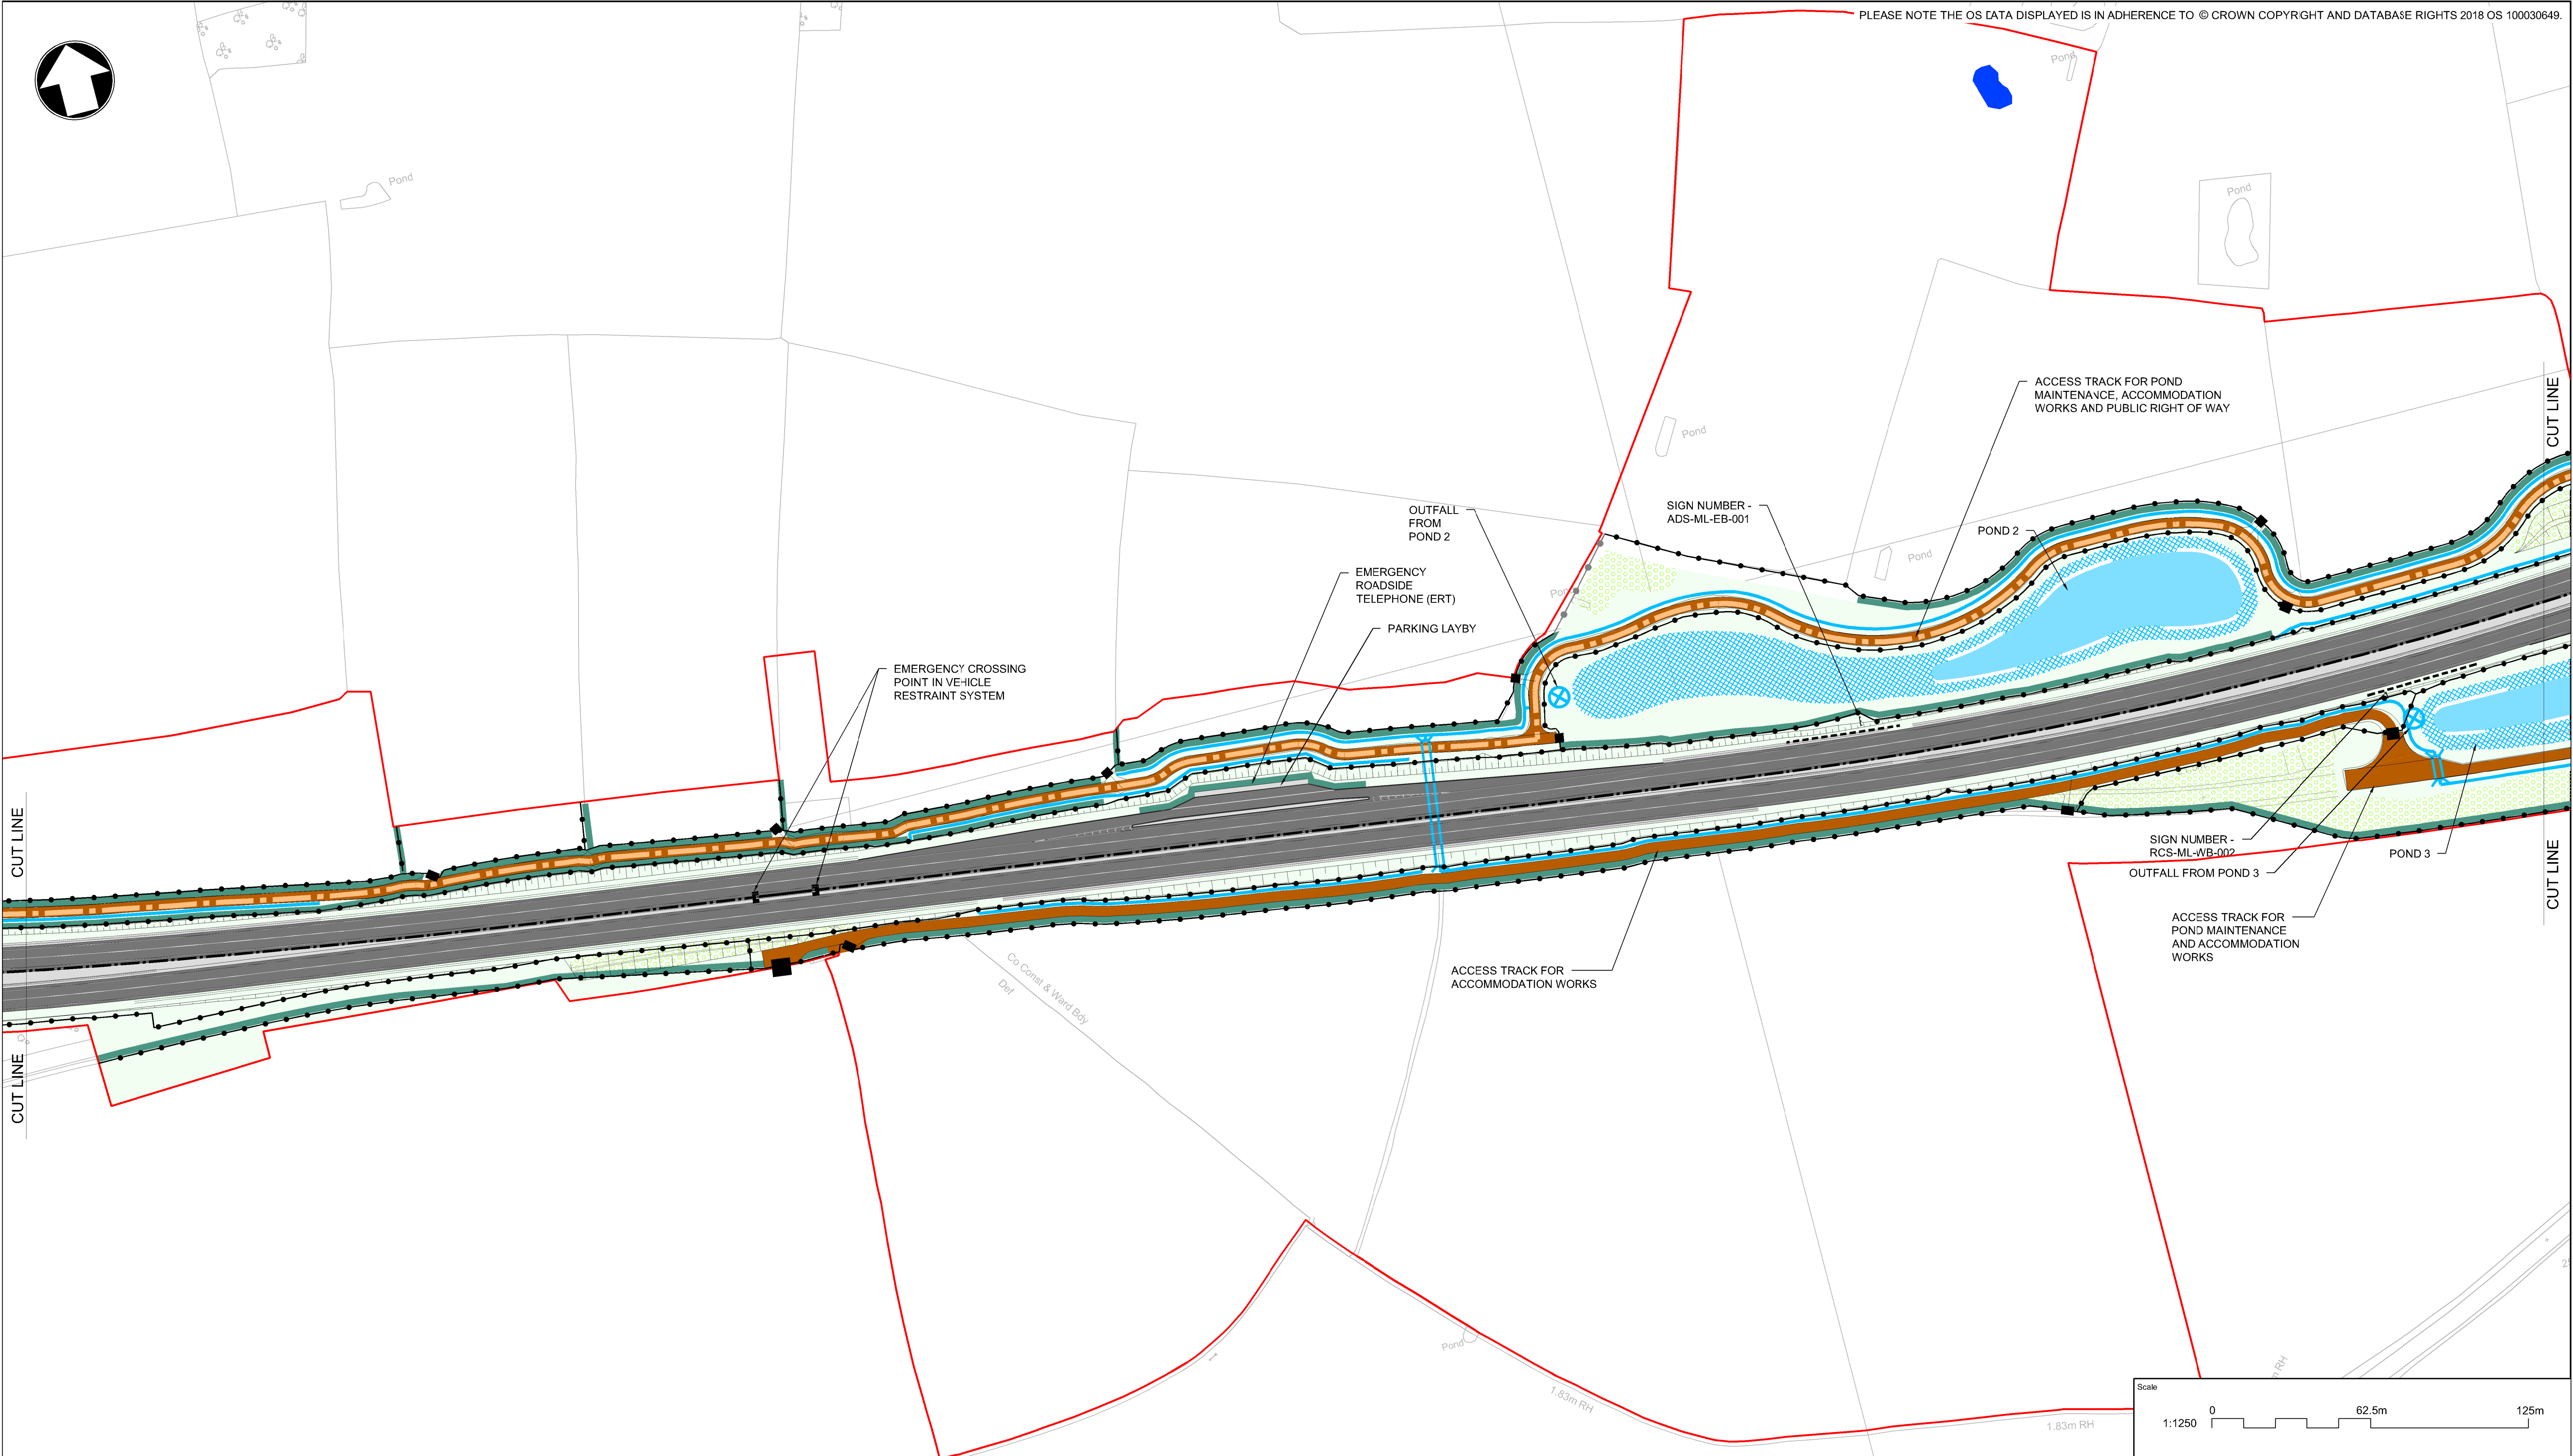 PLEASE NOTE THE OS DATA DISPLAYED IS IN ADHERENCE TO © CROWN COPYRIGHT AND DATABASE RIGHTS 2018 OS 100030649.
Pond
Pond
Pond
ACCESS TRACK FOR POND
MAINTENANCE, ACCOMMODATION
WORKS AND PUBLIC RIGHT OF WAY
CUT LINE
Pond
SIGN NUMBER -
ADS-ML-EB-001
OUTFALL
FROM
POND 2
POND 2
Pond
EMERGENCY
ROADSIDE
TELEPHONE (ERT)
Pond
PARKING LAYBY
EMERGENCY CROSSING
POINT IN VEHICLE
RESTRAINT SYSTEM
CUT LINE
SIGN NUMBER -
RCS-ML-WB-002
POND 3
OUTFALL FROM POND 3
CUT LINE
ACCESS TRACK FOR
POND MAINTENANCE
AND ACCOMMODATION
WORKS
ACCESS TRACK FOR
ACCOMMODATION WORKS
Co Const & Ward Bdy
Def
CUT LINE
Pond
1.83m RH
1.83m RH
RH
Scale
1:1250
0
62.5m
125m